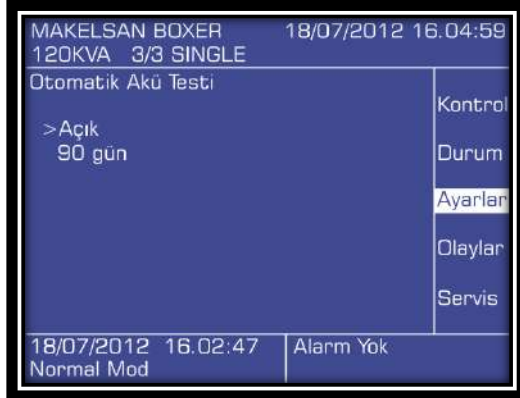 MAKELSAN BOXER 18/07/2012 16.04:59
120KVA 3/3 SINGLE
Otomatik Akü Testi
>Açık
90 gün
Kontrol
Durum
Ayarlar
Olaylar
Servis
18/07/2012 16.02:47 Alarm Yok
Normal Mod